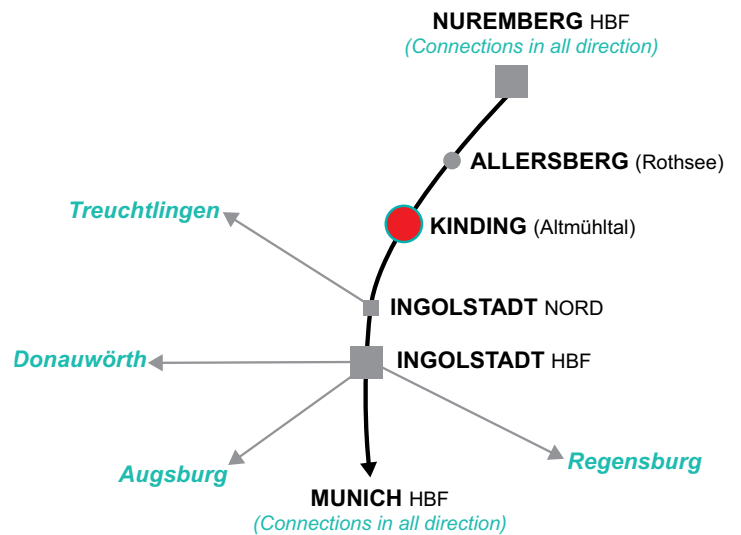 NUREMBERG HBF
(Connections in all direction)
ALLERSBERG (Rothsee)
Treuchtlingen
KINDING (Altmühltal)
INGOLSTADT NORD
Donauwörth
INGOLSTADT HBF
Augsburg
Regensburg
MUNICH HBF
(Connections in all direction)